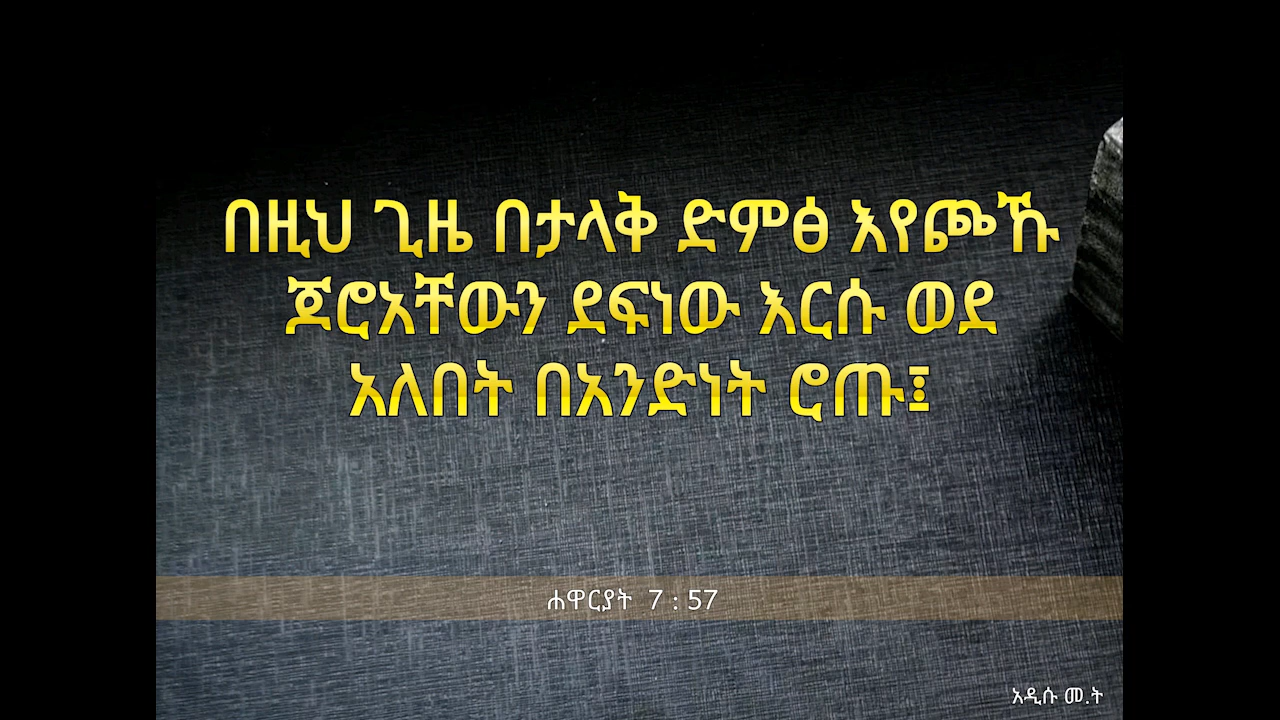 በዚህ ጊዜ በታላቅ ድምፅ እየጮኹ
ጆሮአቸውን ደፍነው እርሱ ወደ
አለበት በአንድነት ሮጡ፤
ሐዋርያት 7 : 57
አዲሱ መ.ት